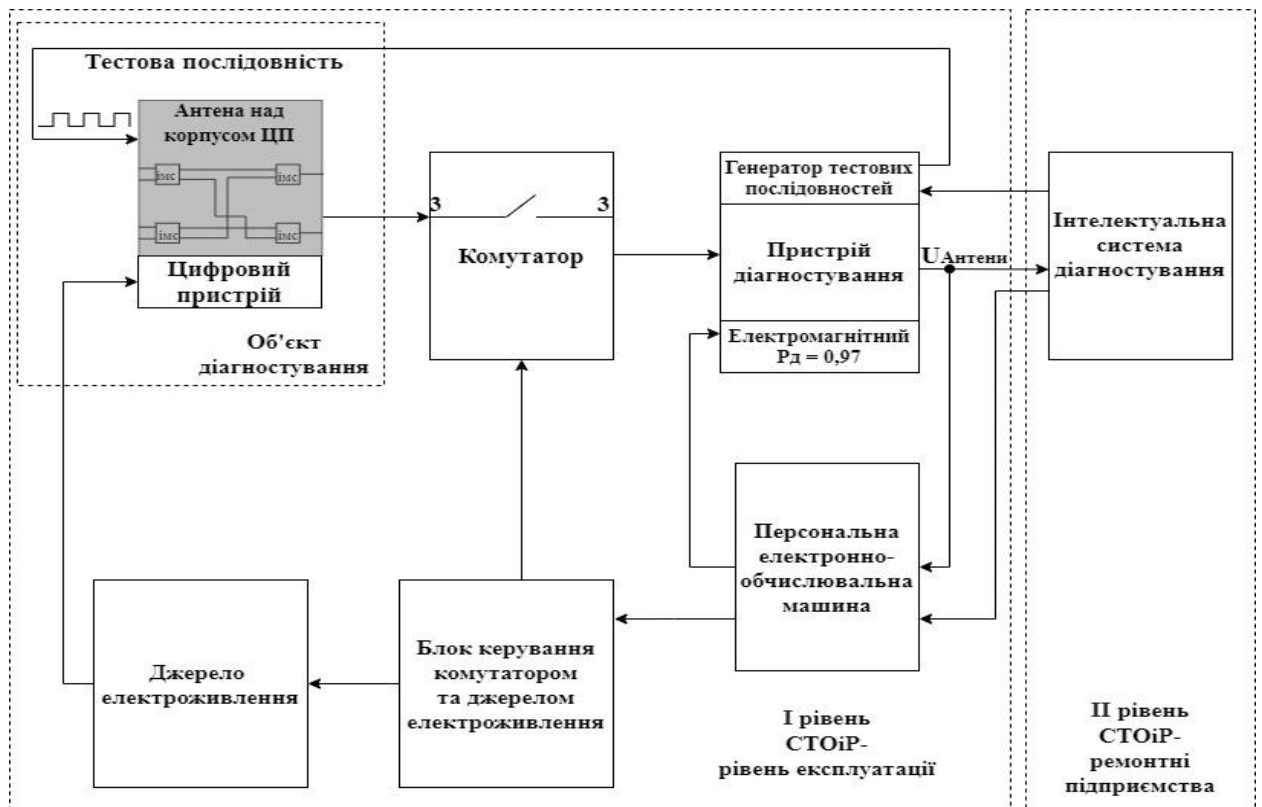 Тестова послідовність
Антена над
корпусом ЦП
імс
імс
імс
імс
Цифровий
пристрій
Об'єкт
діагностування
3
3
Комутатор
Генератор тестових
послідовностей
Пристрій
діагностування
Електромагнітний
Рд = 0,97
UАнтени
Інтелектуальна
система
діагностування
Персональна
електронно-
обчислювальна
машина
Джерело
електроживлення
Блок керування
комутатором
та джерелом
електроживлення
І рівень
СТОіР-
рівень експлуатації
ІІ рівень
СТОіР-
ремонтні
підприємства